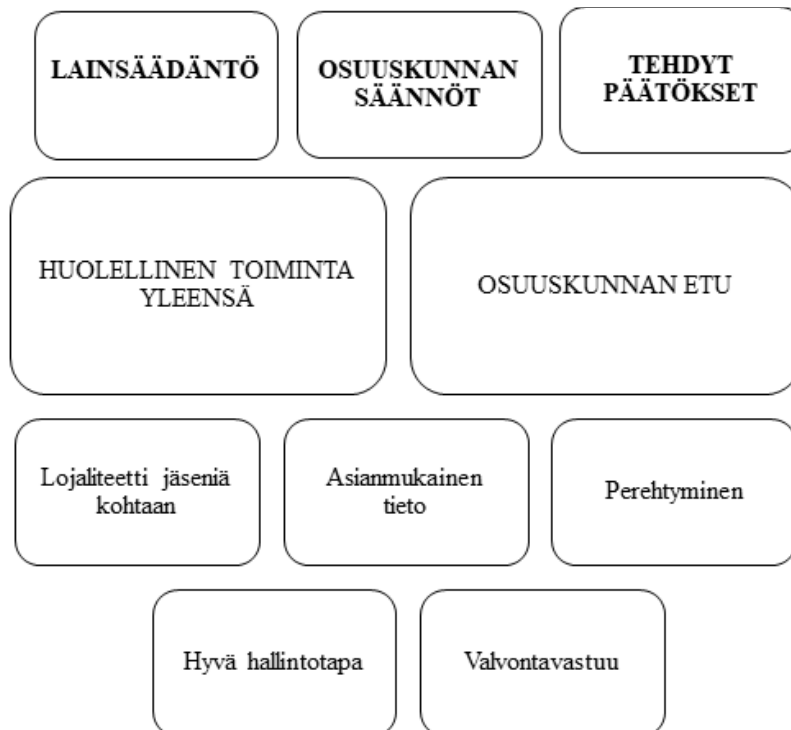 LAINSÄÄDÄNTÖ
OSUUSKUNNAN
SÄÄNNÖT
TEHDYT
PÄÄTÖKSET
HUOLELLINEN TOIMINTA
YLEENSÄ
OSUUSKUNNAN ETU
Lojaliteetti jäseniä
kohtaan
Asianmukainen
tieto
Perehtyminen
Hyvä hallintotapa
Valvontavastuu